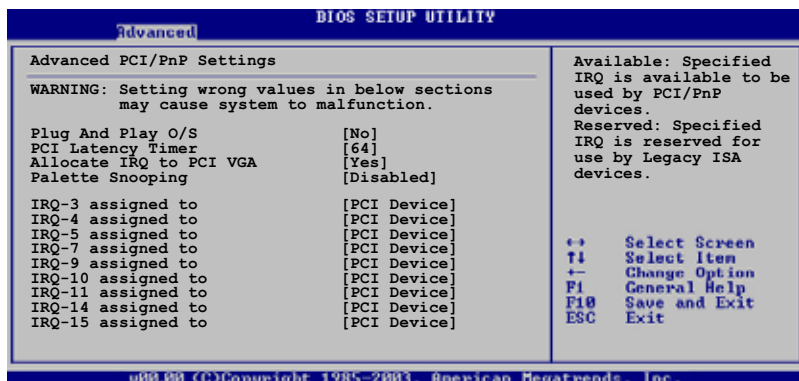 BIOS SETUP UTILITY
Advanced
Advanced PCI/PnP Settings
WARNING: Setting wrong values in below sections
may cause system to malfunction.
Plug And Play O/S [No]
PCI Latency Timer [64]
Allocate IRQ to PCI VGA [Yes]
Palette Snooping [Disabled]
IRQ-3 assigned to [PCI Device]
IRQ-4 assigned to [PCI Device]
IRQ-5 assigned to [PCI Device]
IRQ-7 assigned to [PCI Device]
IRQ-9 assigned to [PCI Device]
IRQ-10 assigned to [PCI Device]
IRQ-11 assigned to [PCI Device]
IRQ-14 assigned to [PCI Device]
IRQ-15 assigned to [PCI Device]
Available: Specified
IRQ is available to be
used by PCI/PnP
devices.
Reserved: Specified
IRQ is reserved for
use by Legacy ISA
devices.
↔ Select Screen
↑↓ Select Item
+- Change Option
F1 General Help
F10 Save and Exit
ESC Exit
v00.00 (C)Copyright 1985-2003, American Megatrends, Inc.